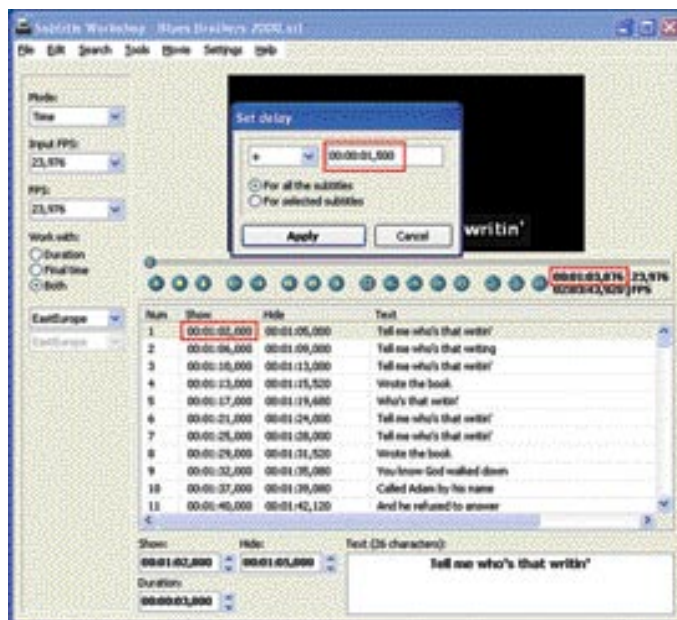 Subtitle Workshop - Blues Brothers 2000.srt
File Edit Search Tools Movie Settings Help
Mode:
Time
Input FPS:
23,976
FPS:
23,976
Work with:
Duration
Final time
Both
EastEurope
EastEurope
Set delay
+ 00:00:01,500
For all the subtitles
For selected subtitles
Apply Cancel
writin'
00:01:03,076 23,976
FPS
Num Show Hide Text
1 00:01:02,000 00:01:05,000 Tell me who's that writin'
2 00:01:06,000 00:01:09,000 Tell me who's that writing
3 00:01:10,000 00:01:13,000 Tell me who's that writin'
4 00:01:13,000 00:01:15,520 Wrote the book.
5 00:01:17,000 00:01:19,680 Who's that writin'
6 00:01:21,000 00:01:24,000 Tell me who's that writin'
7 00:01:25,000 00:01:28,000 Tell me who's that writin'
8 00:01:29,000 00:01:31,520 Wrote the book.
9 00:01:32,000 00:01:35,080 You know God walked down
10 00:01:37,000 00:01:39,080 Called Adam by his name
11 00:01:40,000 00:01:42,120 And he refused to answer
Show: Hide: Text (26 characters):
00:01:02,000 00:01:05,000 Tell me who's that writin'
Duration:
00:00:03,000